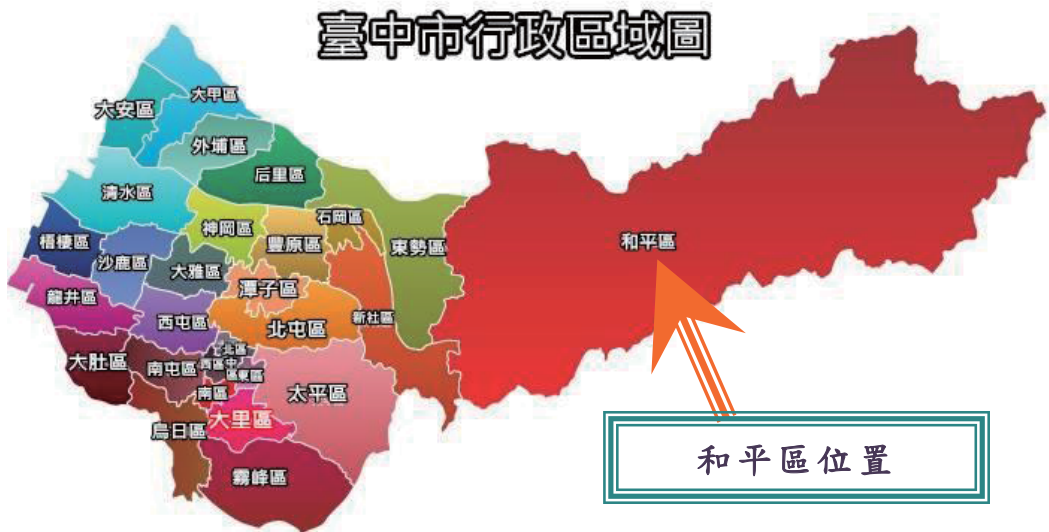 臺中市行政區域圖
大甲區
大安區
外埔區
后里區
清水區
石岡區
神岡區
豐原區
梧棲區
東勢區
和平區
沙鹿區
大雅區
潭子區
龍井區
新社區
西屯區
北屯區
北區
大肚區
南屯區
西區
中區
東區
南區
太平區
大里區
烏日區
霧峰區
和平區位置